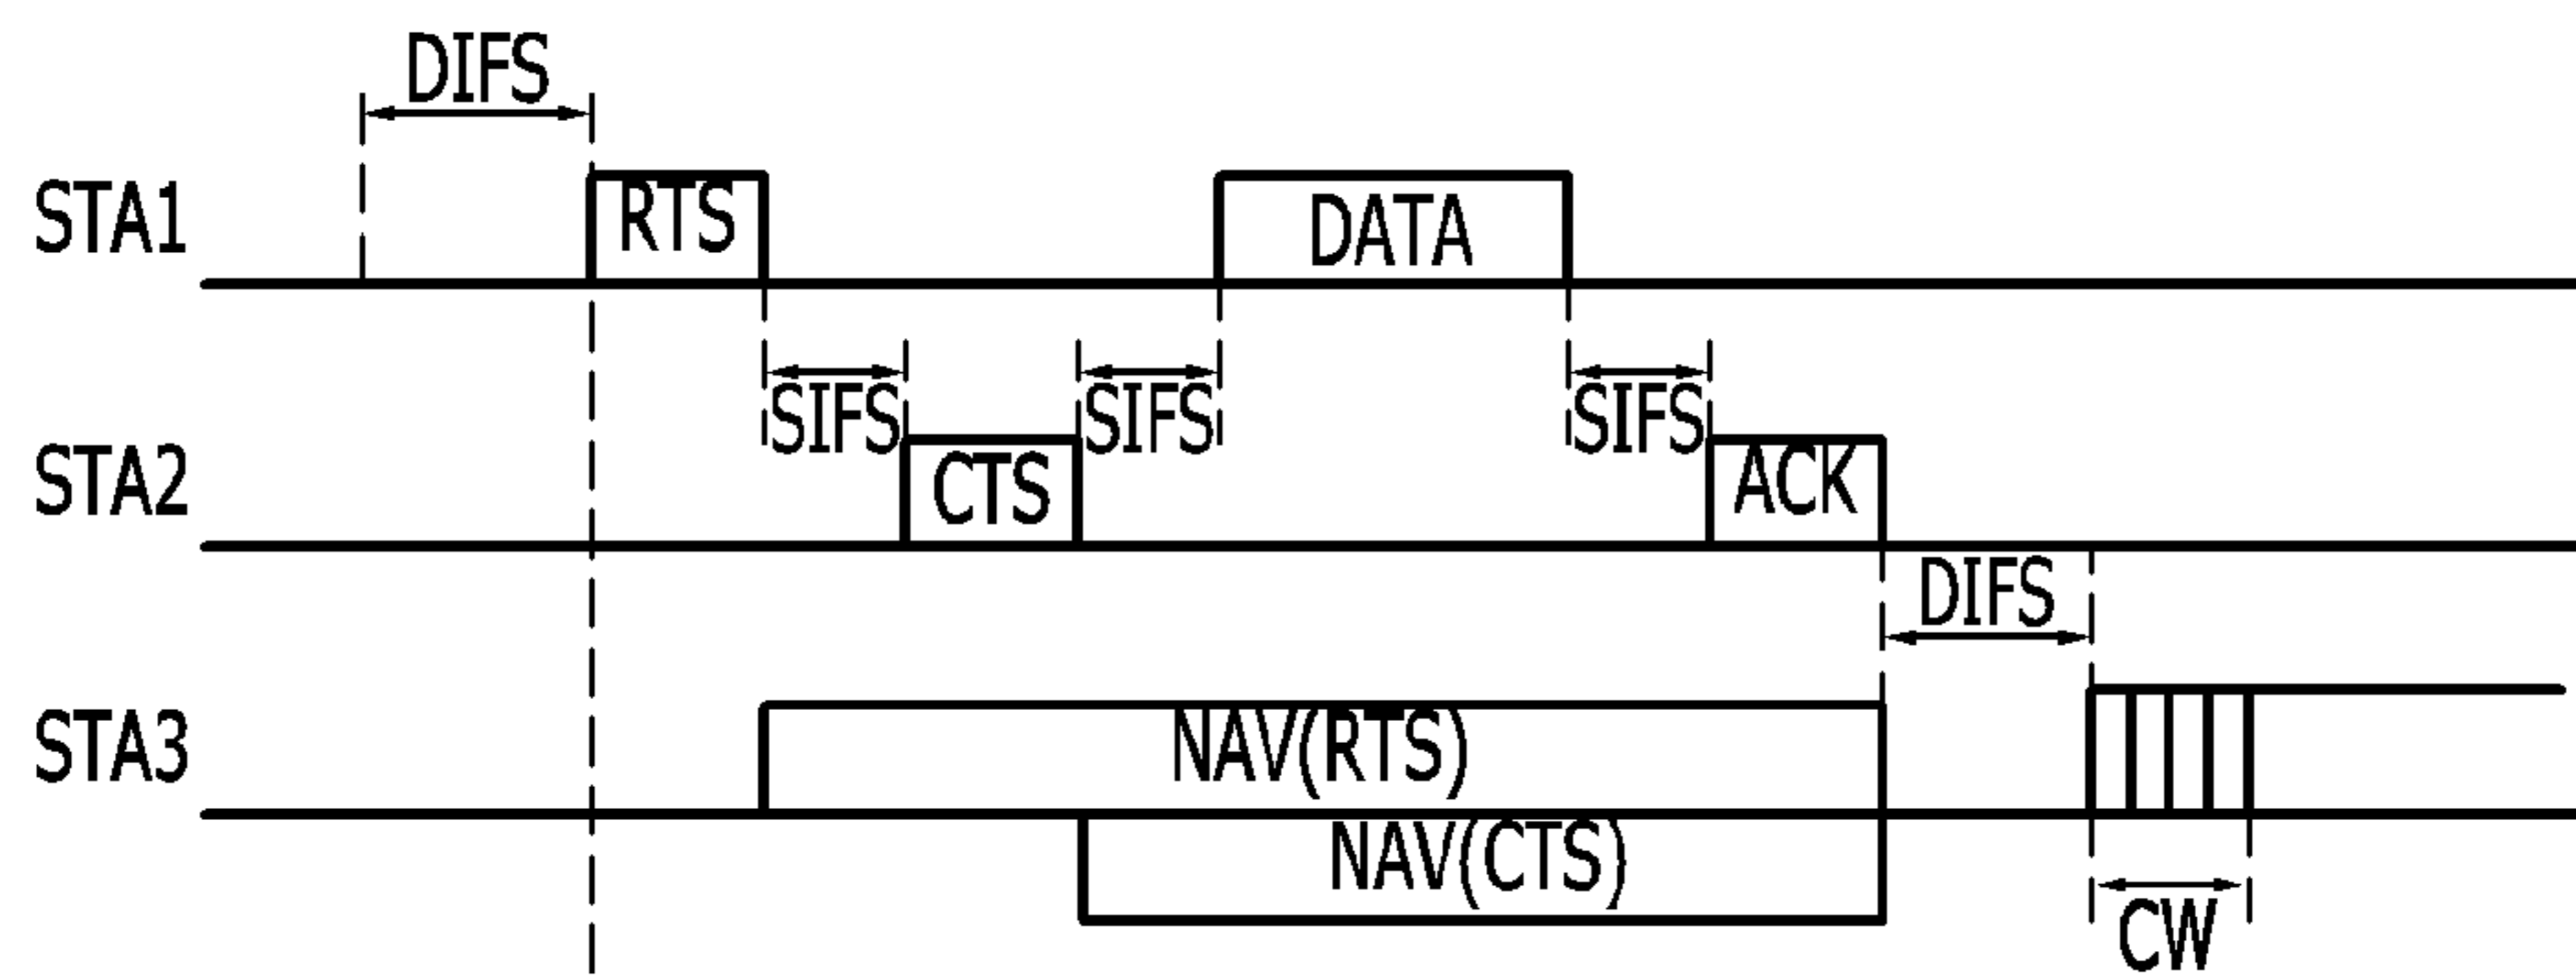 DIFS
STA1
RTS
DATA
SIFS
SIFS
SIFS
STA2
CTS
ACK
DIFS
STA3
NAV(RTS)
NAV(CTS)
CW